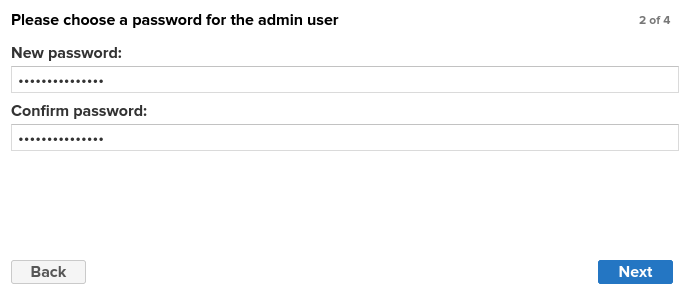 Please choose a password for the admin user
2 of 4
New password:
•••••••••••••••
Confirm password:
•••••••••••••••
Back
Next